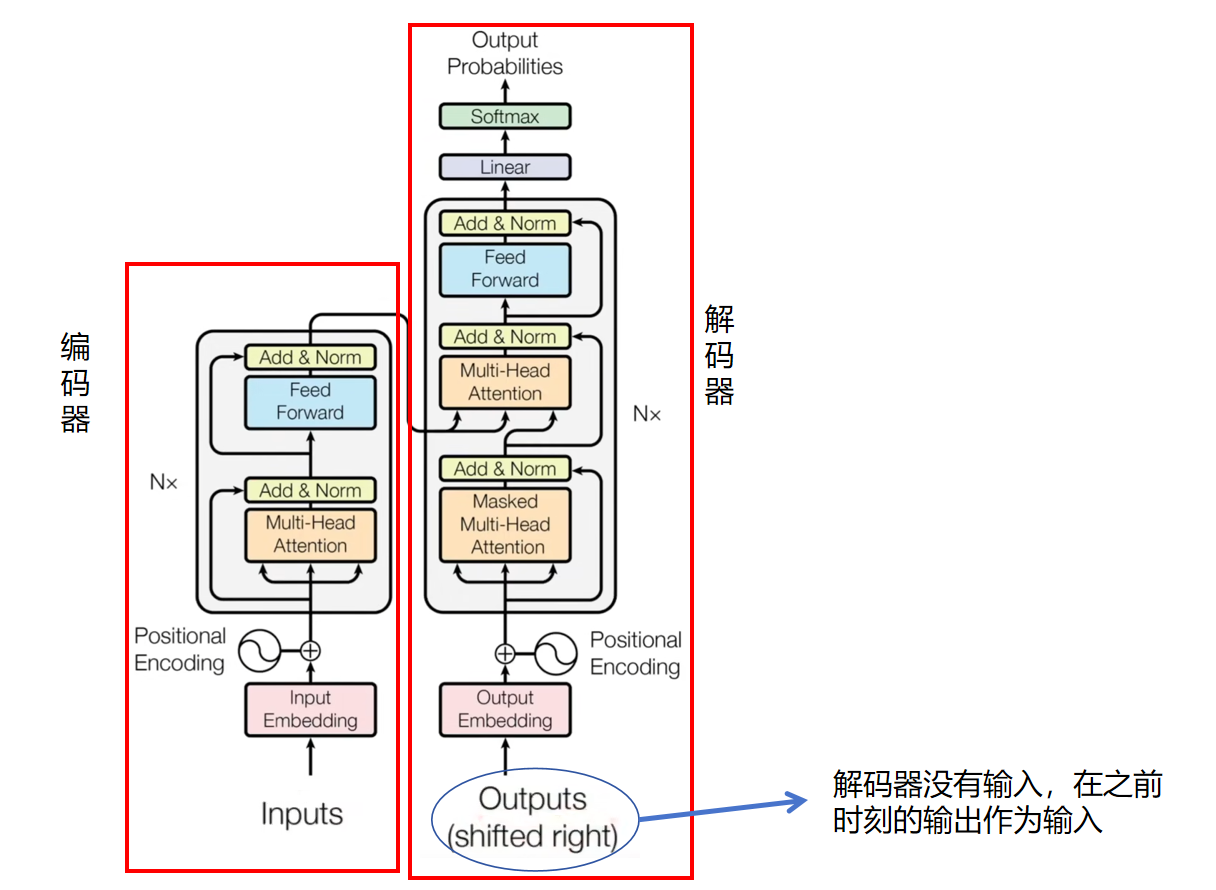 编
码
器
Nx
Add & Norm
Feed
Forward
Add & Norm
Multi-Head
Attention
Positional
Encoding
Input
Embedding
Inputs
Output
Probabilities
Softmax
Linear
Add & Norm
Feed
Forward
Add & Norm
Multi-Head
Attention
Add & Norm
Masked
Multi-Head
Attention
Nx
Positional
Encoding
Output
Embedding
Outputs
(shifted right)
解
码
器
解码器没有输入，在之前
时刻的输出作为输入